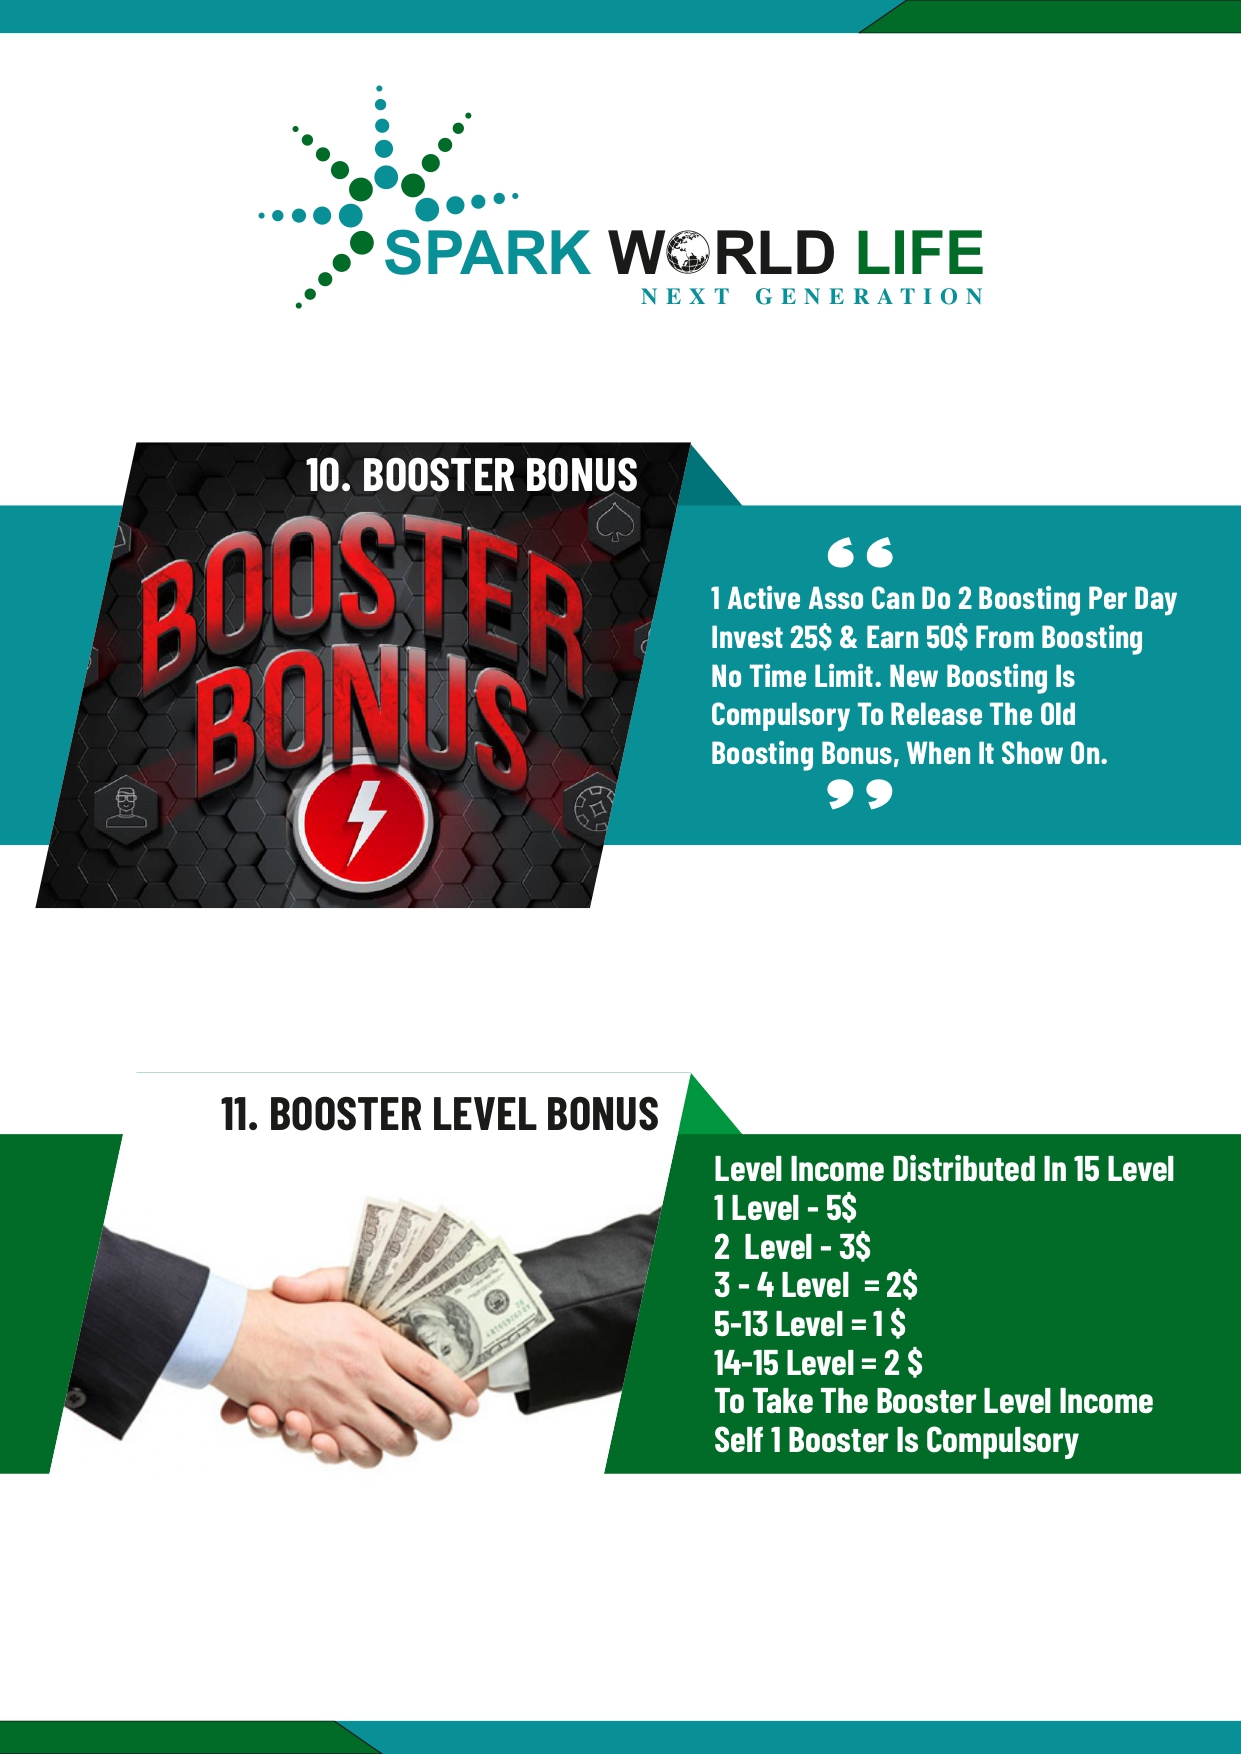 SPARK WORLD LIFE
NEXT GENERATION
10. BOOSTER BONUS
BOOSTER
BONUS
“
1 Active Asso Can Do 2 Boosting Per Day
Invest 25$ & Earn 50$ From Boosting
No Time Limit. New Boosting Is
Compulsory To Release The Old
Boosting Bonus, When It Show On.
”
11. BOOSTER LEVEL BONUS
Level Income Distributed In 15 Level
1 Level - 5$
2  Level - 3$
3 - 4 Level  = 2$
5-13 Level = 1 $
14-15 Level = 2 $
To Take The Booster Level Income
Self 1 Booster Is Compulsory